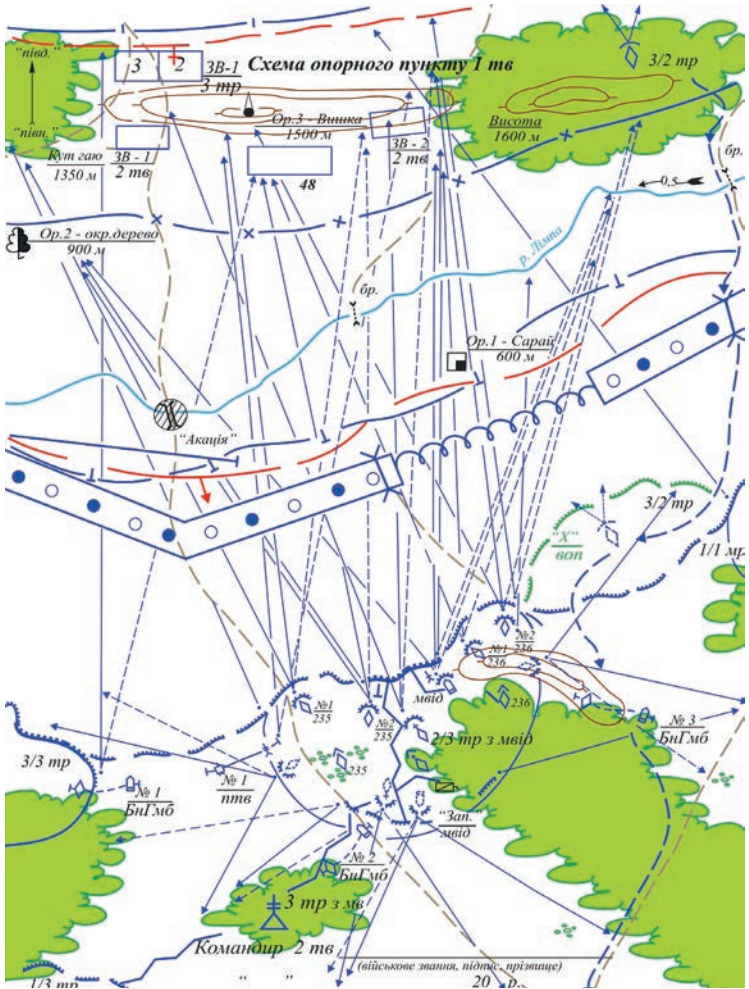 "півд.
"півн."
3 2
ЗВ-1
3 тр
Схема опорного пункту 1 тв
3/2 тр
Ор.3 - Вишка
1500 м
Висота
1600 м
Кут гаю
1350 м
ЗВ - 1
2 тв
ЗВ - 2
2 тв
48
бр.
0,5
Ор.2 - окр.дерево
900 м
р. Лімпа
бр.
Ор.1 - Сарай
600 м
"Акація"
3/2 тр
"Х"
воп
1/1 мр
№2
236
№1
236
мвід
236
№1
235
№2
235
2/3 тр з мвід
№ 3
БнГмб
235
3/3 тр
№ 1
БнГмб
№ 1
птв
"Зап."
мвід
№ 2
БнГмб
3 тр з мв
Командир 2 тв
(військове звання, підпис, прізвище)
" "
20 р.
1/3 тр